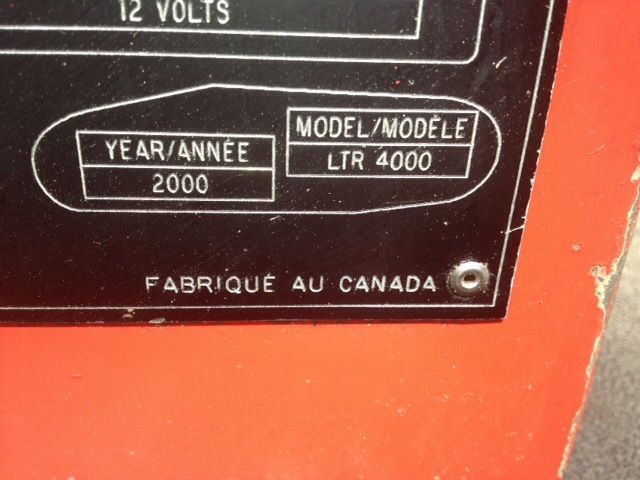 12 VOLTS
YEAR/ANNÉE
2000
MODEL/MODÈLE
LTR 4000
FABRIQUÉ AU CANADA